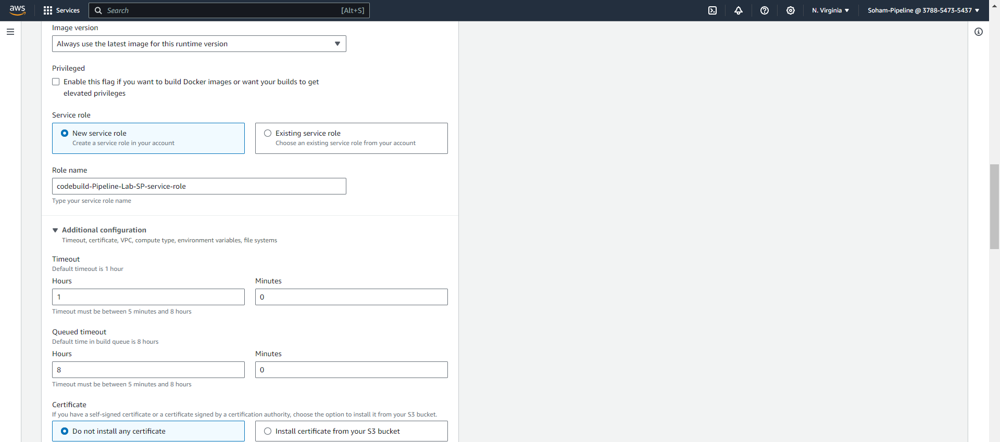 aws
Services
Search
[Alt+S]
N. Virginia
Soham-Pipeline @ 3788-5473-5437
Image version
Always use the latest image for this runtime version
Privileged
Enable this flag if you want to build Docker images or want your builds to get
elevated privileges
Service role
New service role
Create a service role in your account
Existing service role
Choose an existing service role from your account
Role name
codebuild-Pipeline-Lab-SP-service-role
Type your service role name
Additional configuration
Timeout, certificate, VPC, compute type, environment variables, file systems
Timeout
Default timeout is 1 hour
Hours
Minutes
1
0
Timeout must be between 5 minutes and 8 hours
Queued timeout
Default time in build queue is 8 hours
Hours
Minutes
8
0
Timeout must be between 5 minutes and 8 hours
Certificate
If you have a self-signed certificate or a certificate signed by a certification authority, choose the option to install it from your S3 bucket.
Do not install any certificate
Install certificate from your S3 bucket